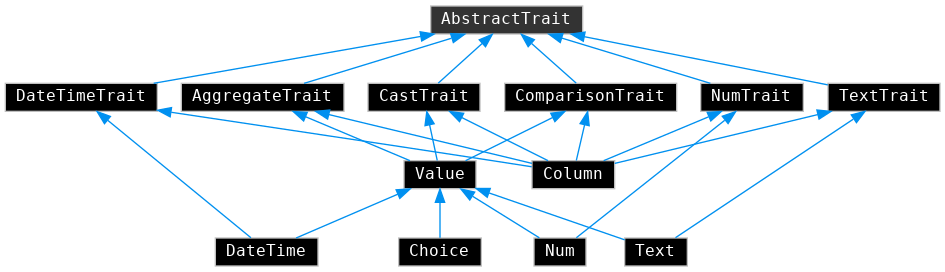 AbstractTrait
DateTimeTrait
AggregateTrait
CastTrait
ComparisonTrait
NumTrait
TextTrait
Value
Column
DateTime
Choice
Num
Text